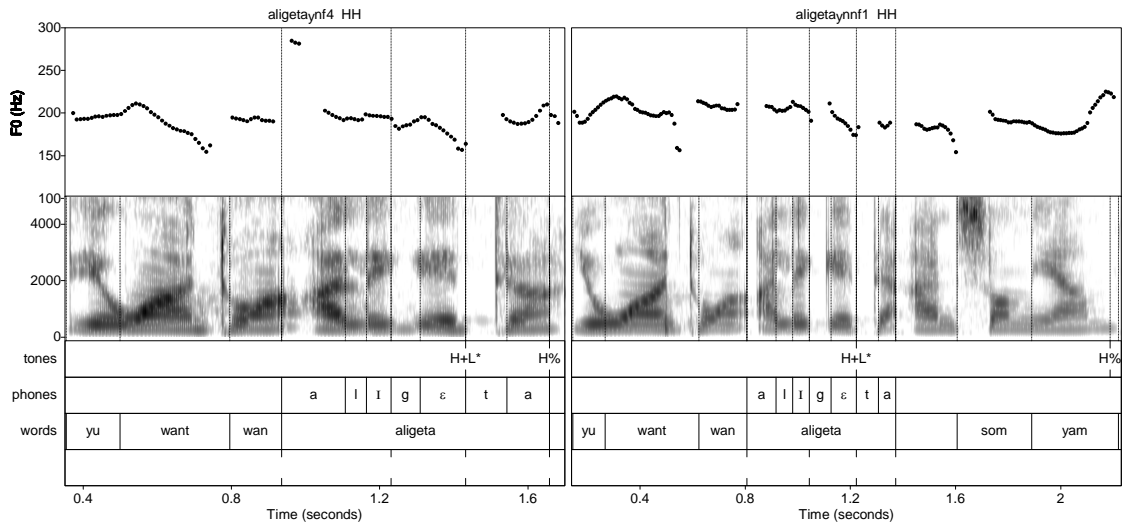 aligetaynf4 HH aligetaynnf1 HH
300
250
200
150
100
F0 (Hz)
4000
2000
0
tones H+L* H% H+L* H%
phones a l I g ɛ t a a l I g ɛ t a
words yu want wan aligeta yu want wan aligeta som yam
0.4 0.8 1.2 1.6 0.4 0.8 1.2 1.6 2
Time (seconds) Time (seconds)